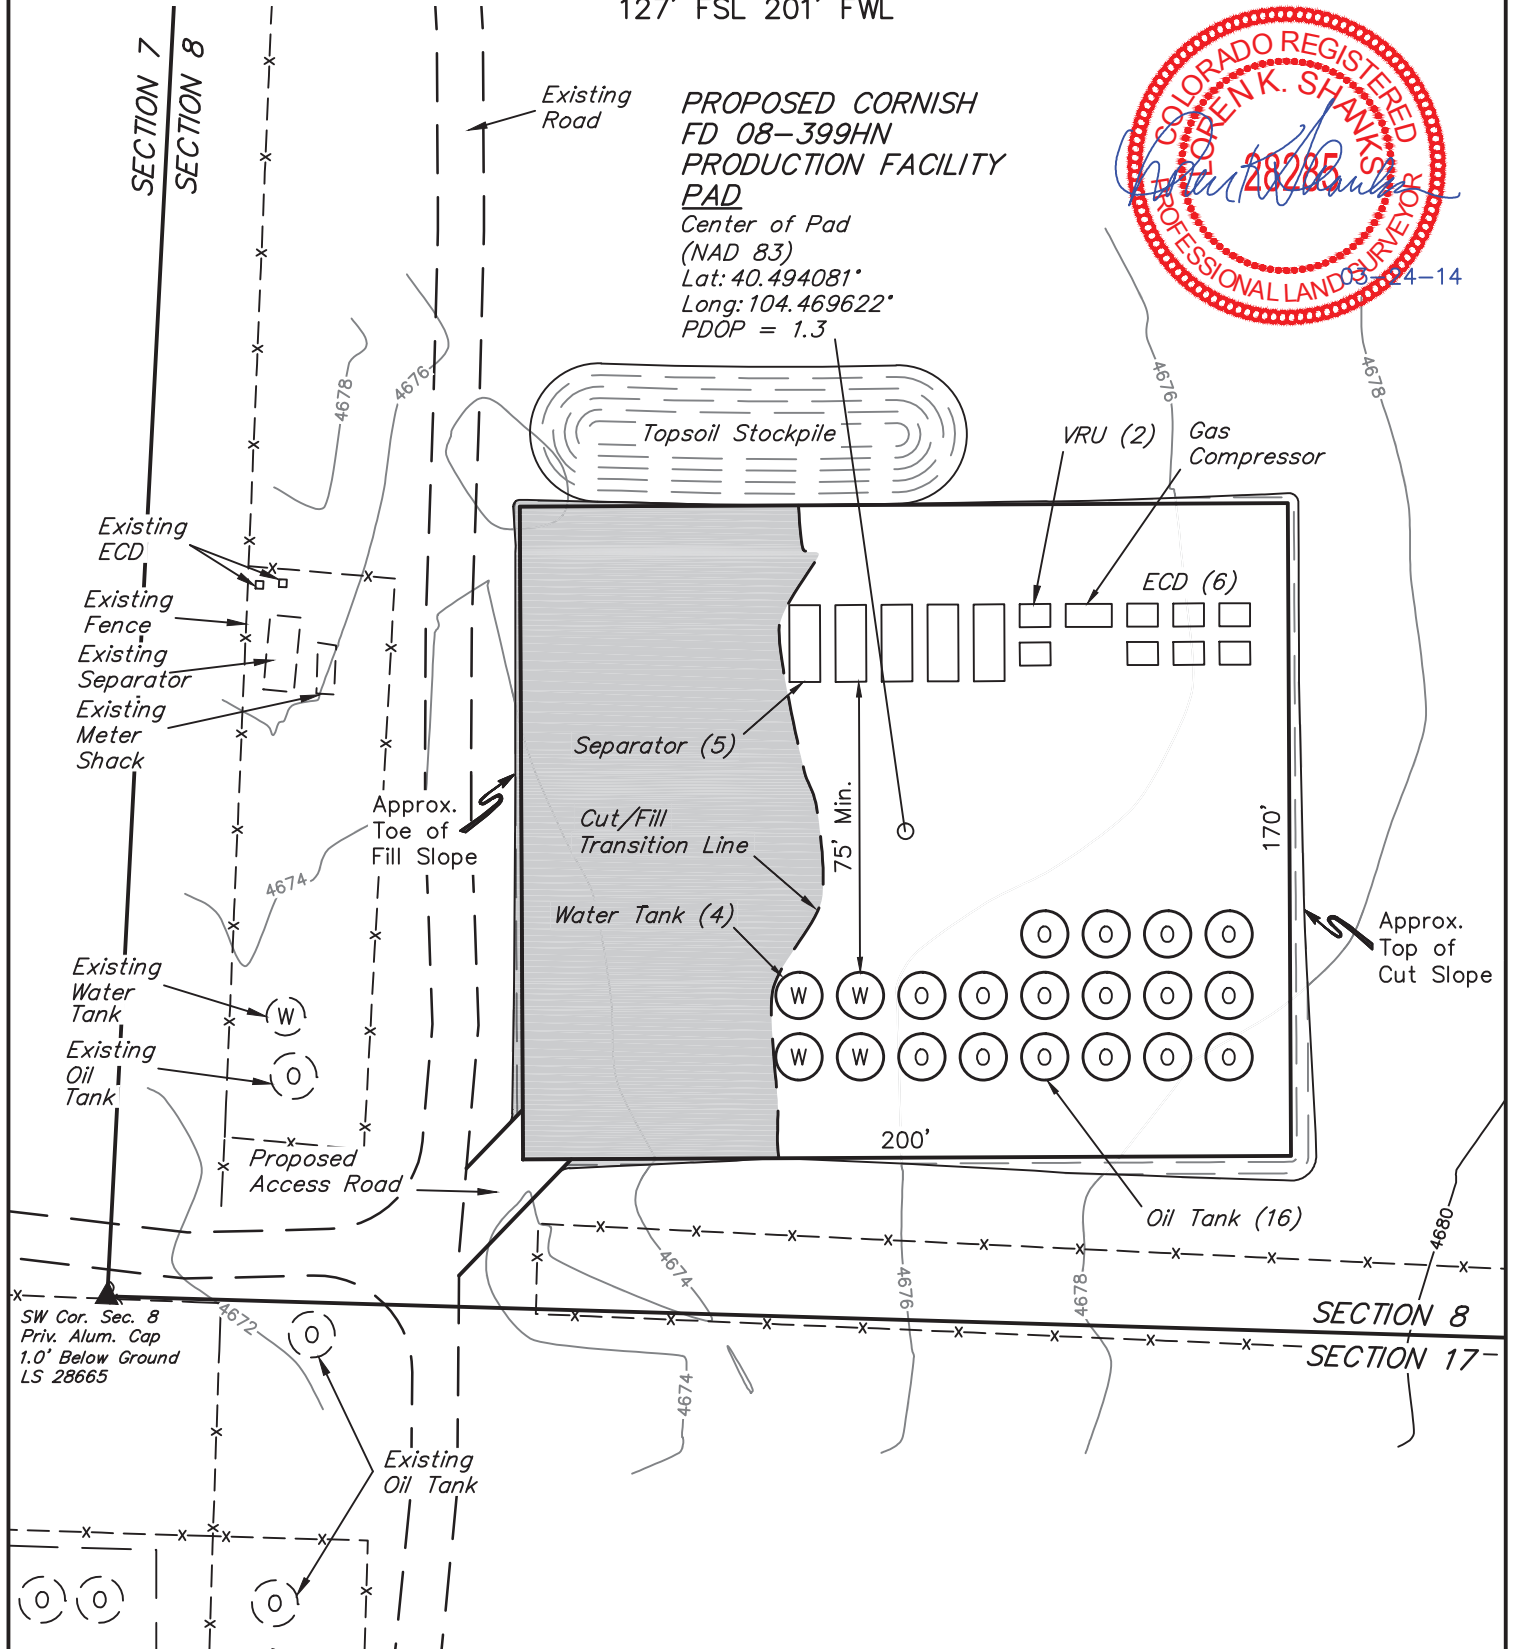 127' FSL 201' FWL
SECTION 7
SECTION 8
Existing
Road
PROPOSED CORNISH
FD 08-399HN
PRODUCTION FACILITY
PAD
Center of Pad
(NAD 83)
Lat: 40.494081°
Long: 104.469622°
PDOP = 1.3
COLORADO REGISTERED
LOREN K. SHANKS
28285
PROFESSIONAL LAND SURVEYOR
03-24-14
4678
4676
4676
4678
Topsoil Stockpile
VRU (2)
Gas
Compressor
ECD (6)
Existing
ECD
Existing
Fence
Existing
Separator
Existing
Meter
Shack
Separator (5)
Approx.
Toe of
Fill Slope
Cut/Fill
Transition Line
75' Min.
170'
4674
Water Tank (4)
Approx.
Top of
Cut Slope
O O O O
Existing
Water
Tank
W
W W O O O O O O
Existing
Oil
Tank
O
W W O O O O O O
200'
Proposed
Access Road
Oil Tank (16)
4680
4674
4676
4678
4672
SECTION 8
SECTION 17
SW Cor. Sec. 8
Priv. Alum. Cap
1.0' Below Ground
LS 28665
O
4674
Existing
Oil Tank
O O O